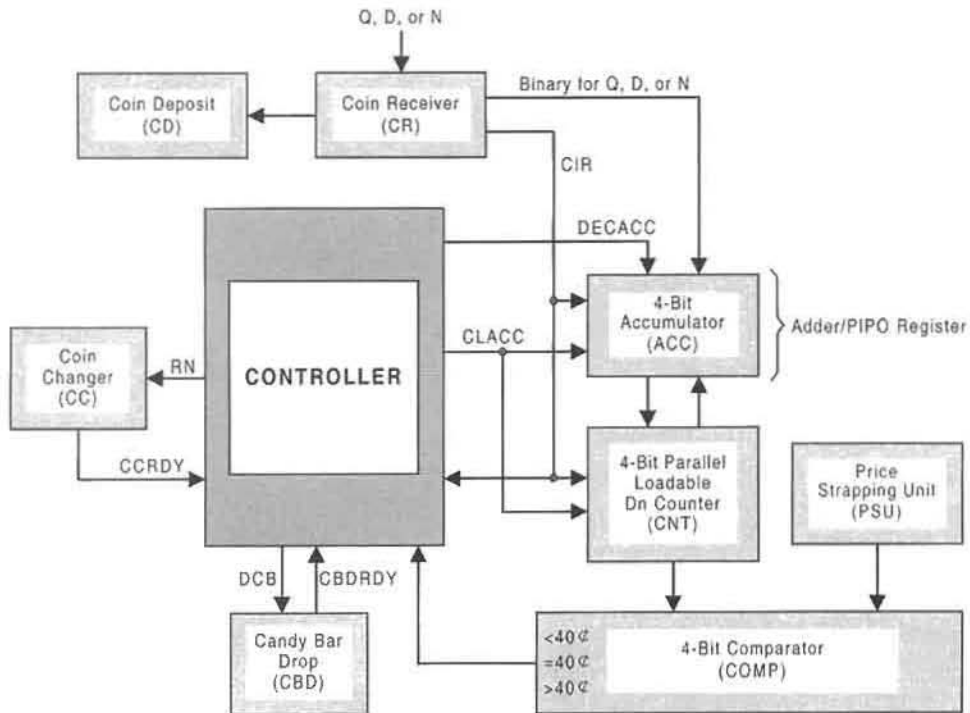 Q, D, or N
Coin Deposit
(CD)
Coin Receiver
(CR)
Binary for Q, D, or N
CIR
DECACC
4-Bit
Accumulator
(ACC)
Adder/PIPO Register
CLACC
CONTROLLER
Coin
Changer
(CC)
RN
CCRDY
4-Bit Parallel
Loadable
Dn Counter
(CNT)
Price
Strapping Unit
(PSU)
DCB
CBDRDY
Candy Bar
Drop
(CBD)
<40¢
=40¢
>40¢
4-Bit Comparator
(COMP)